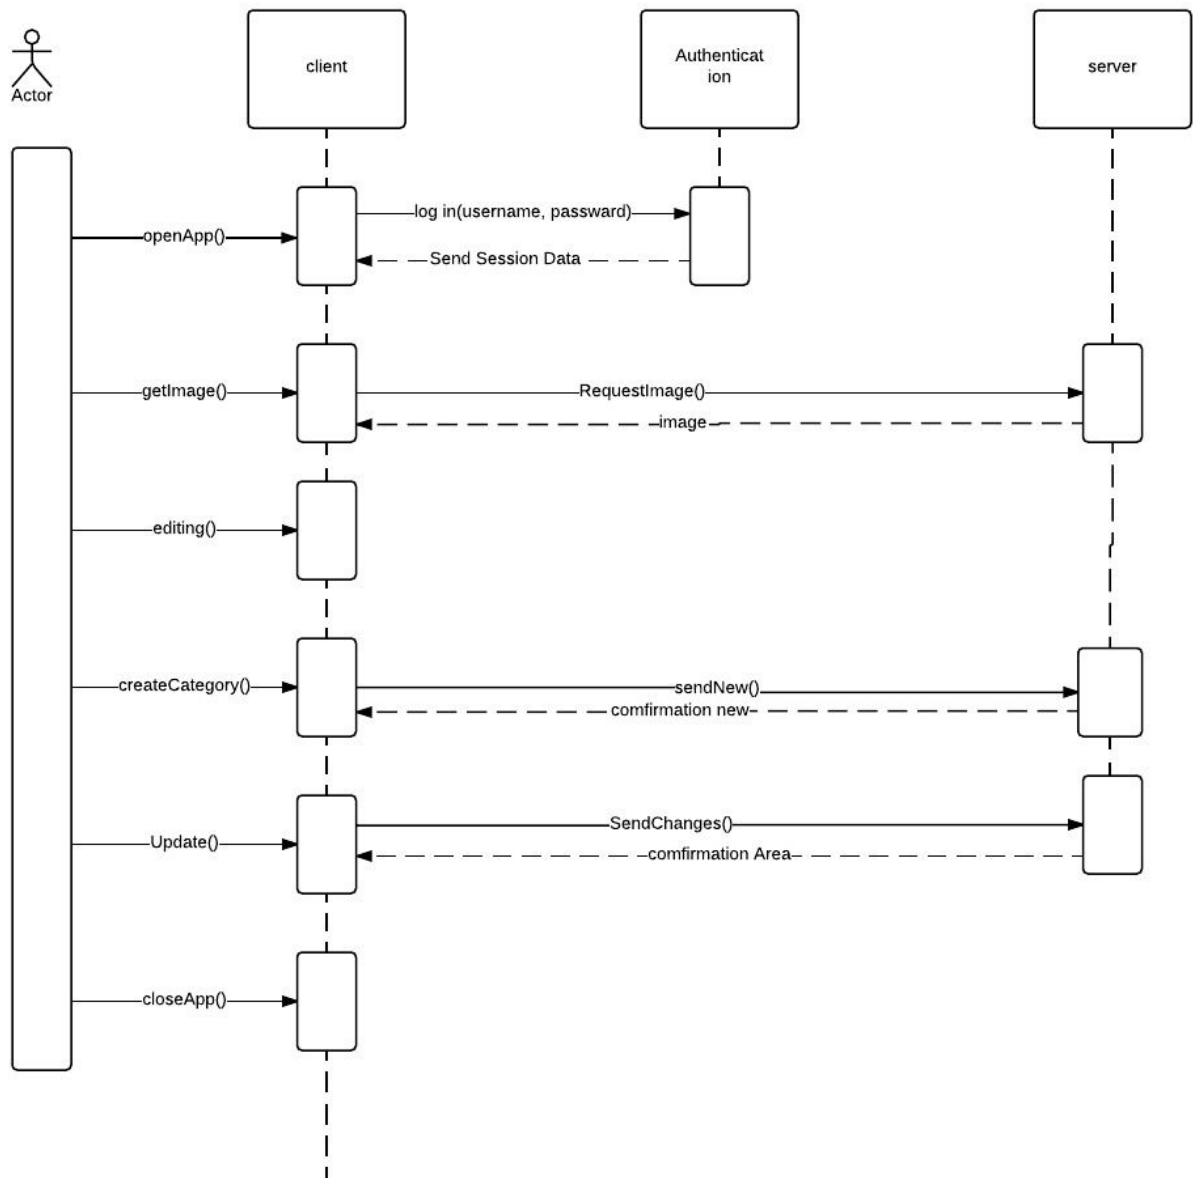 client
Authenticat
ion
server
Actor
log in(username, passward)
openApp()
Send Session Data
getImage()
RequestImage()
image
editing()
createCategory()
sendNew()
comfirmation new
Update()
SendChanges()
comfirmation Area
closeApp()